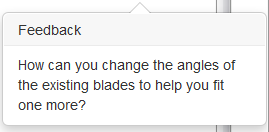 Feedback
How can you change the angles of
the existing blades to help you fit
one more?